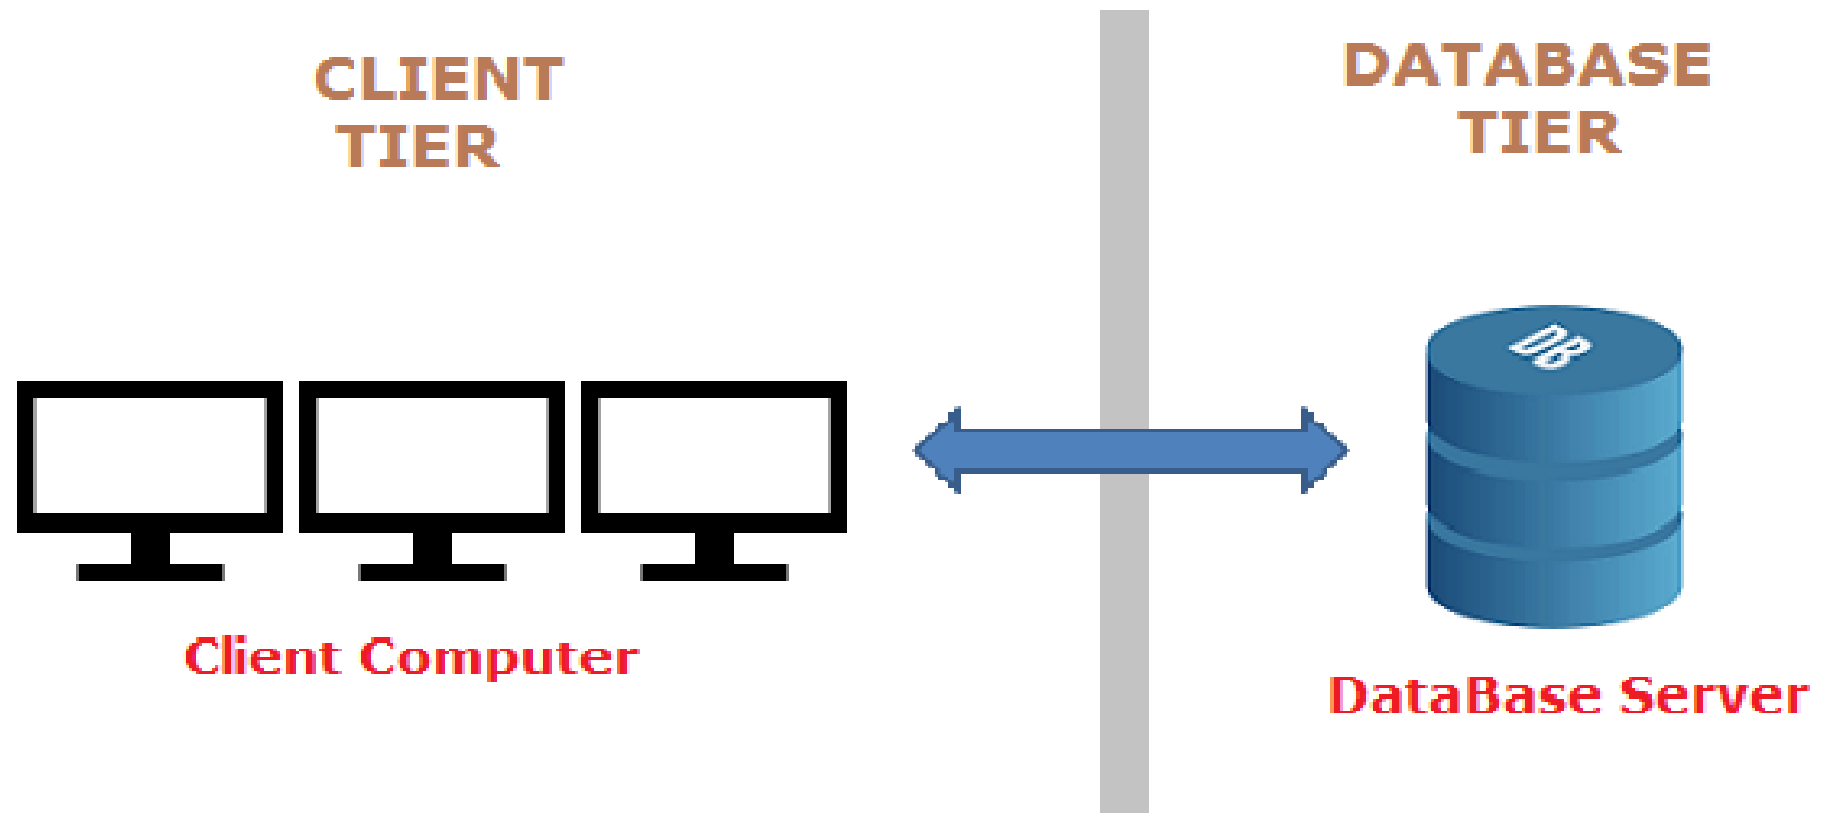 CLIENT
TIER
DATABASE
TIER
DB
Client Computer
DataBase Server